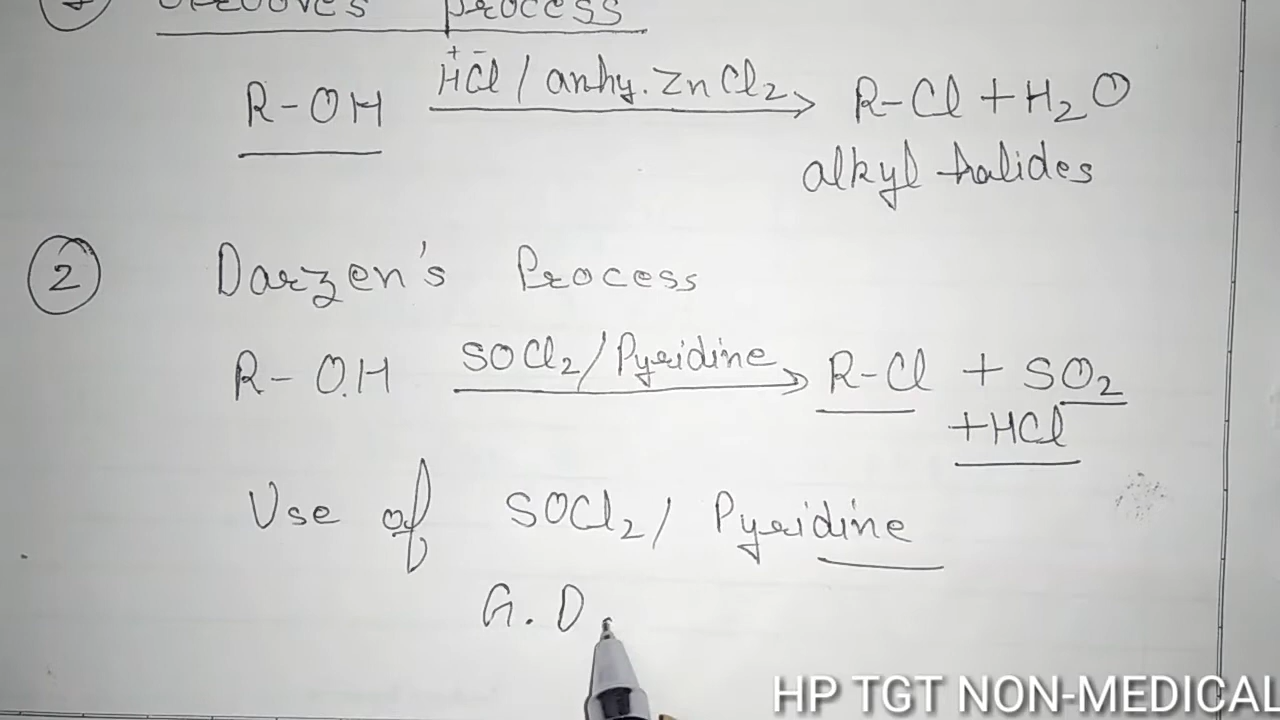 Process
R-OH HCl / anhy. ZnCl2 R-Cl + H2O
alkyl halides
2 Darzen's Process
R-OH SOCl2/Pyridine R-Cl + SO2
+HCl
Use of SOCl2/ Pyridine
G.D
HP TGT NON-MEDICAL